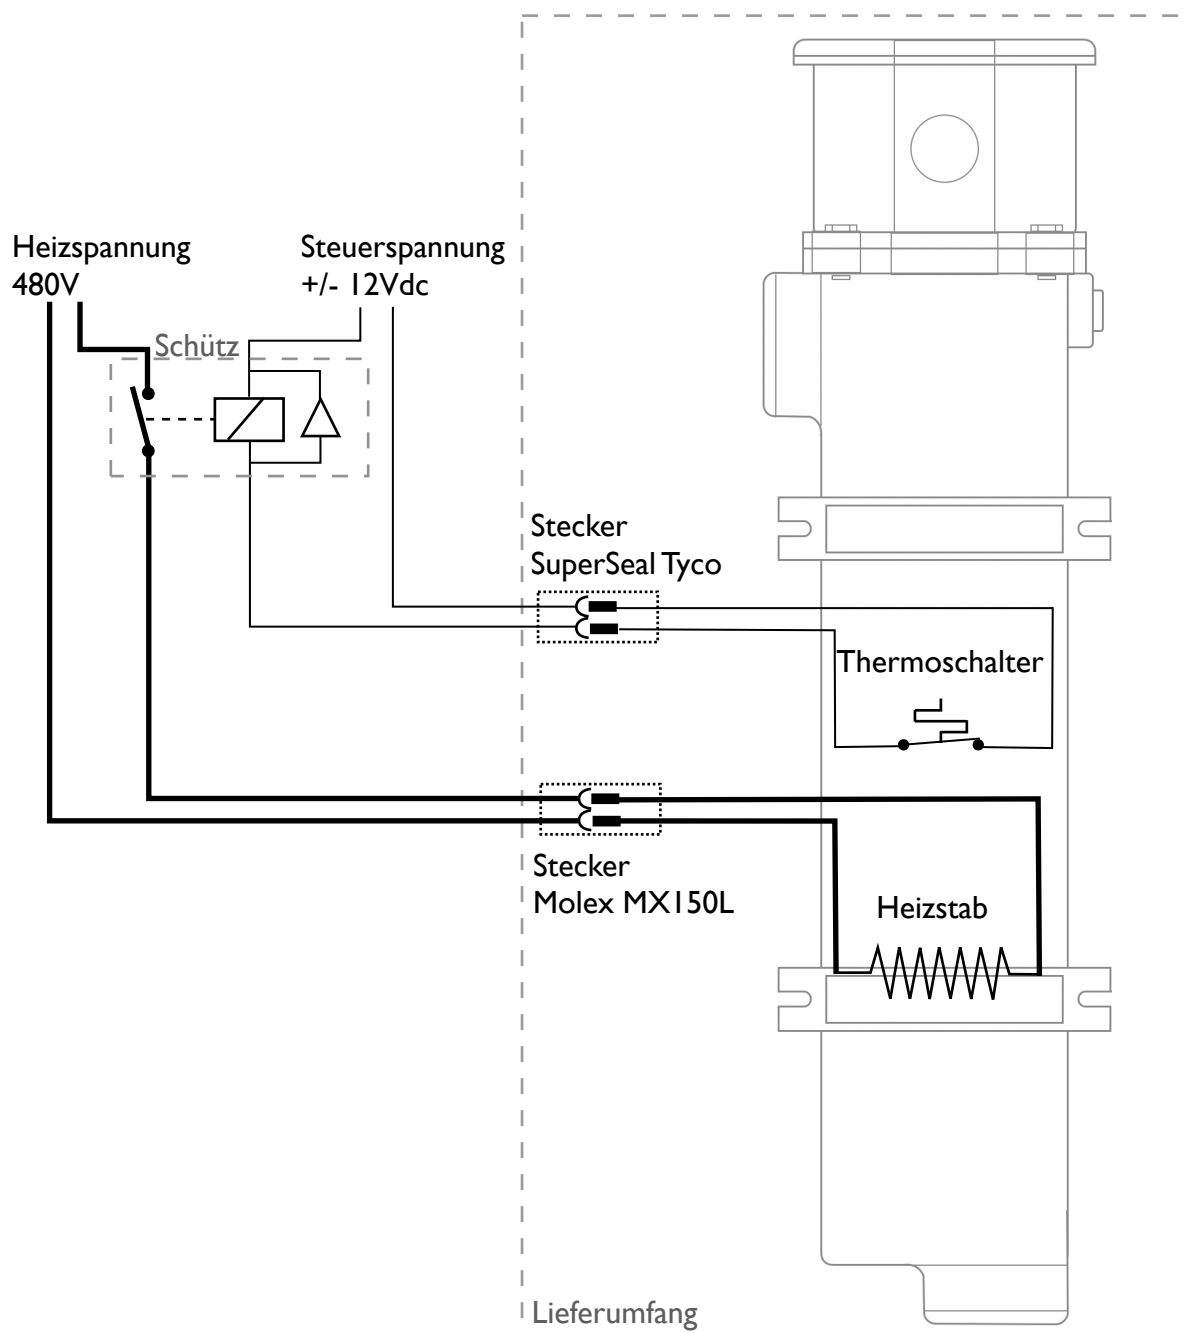 Heizspannung
480V
Steuerspannung
+/- 12Vdc
Schütz
Stecker
SuperSeal Tyco
Thermoschalter
Stecker
Molex MX150L
Heizstab
Lieferumfang